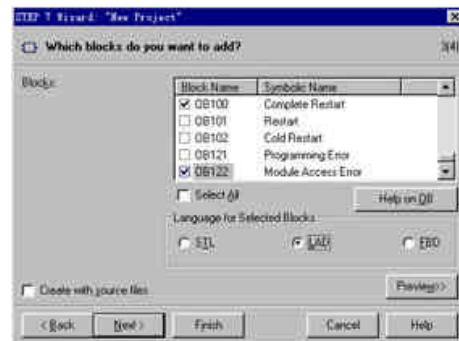 STEP 7 Wizard: "New Project"
Which blocks do you want to add? 3(4)
Blocks:
Block Name Symbolic Name
OB100 Complete Restart
OB101 Restart
OB102 Cold Restart
OB121 Programming Error
OB122 Module Access Error
Select All
Help on OB
Language for Selected Blocks
STL LAD FBD
Create with source files
Preview>>
< Back Next > Finish Cancel Help